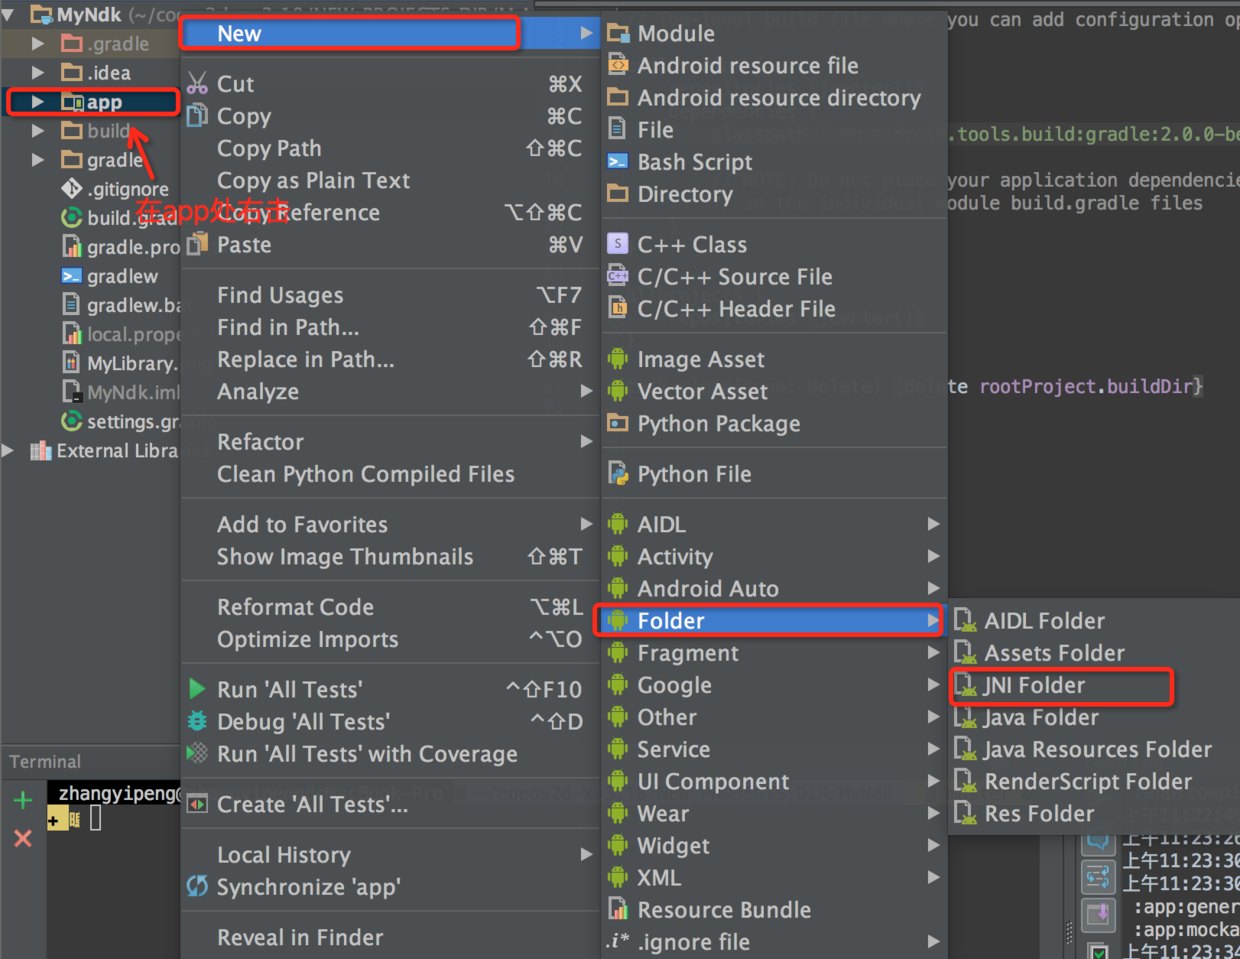 MyNdk (~/co
.gradle
.idea
app
build
gradle
.gitignore
build.grad
gradle.pro
gradlew
gradlew.ba
local.prope
MyLibrary.
MyNdk.iml
settings.gradle
External Libra
在app处右击
New
Cut ⌘X
Copy ⌘C
Copy Path ⇧⌘C
Copy as Plain Text
Copy Reference ⌥⇧⌘C
Paste ⌘V
Find Usages ⌥F7
Find in Path... ⇧⌘F
Replace in Path... ⇧⌘R
Analyze
Refactor
Clean Python Compiled Files
Add to Favorites
Show Image Thumbnails ⇧⌘T
Reformat Code ⌥⌘L
Optimize Imports ^⌥O
Run 'All Tests' ^⇧F10
Debug 'All Tests' ^⇧D
Run 'All Tests' with Coverage
Create 'All Tests'...
Local History
Synchronize 'app'
Reveal in Finder
Module
Android resource file
Android resource directory
File
Bash Script
Directory
C++ Class
C/C++ Source File
C/C++ Header File
Image Asset
Vector Asset
Python Package
Python File
AIDL
Activity
Android Auto
Folder
Fragment
Google
Other
Service
UI Component
Wear
Widget
XML
Resource Bundle
.ignore file
AIDL Folder
Assets Folder
JNI Folder
Java Folder
Java Resources Folder
RenderScript Folder
Res Folder
you can add configuration op
.tools.build:gradle:2.0.0-be
your application dependencie
module build.gradle files
Delete) {delete rootProject.buildDir}
Terminal
zhangyipeng@
上午11:23:26
上午11:23:30
上午11:23:30
:app:gener
:app:mocka
上午11:23:34